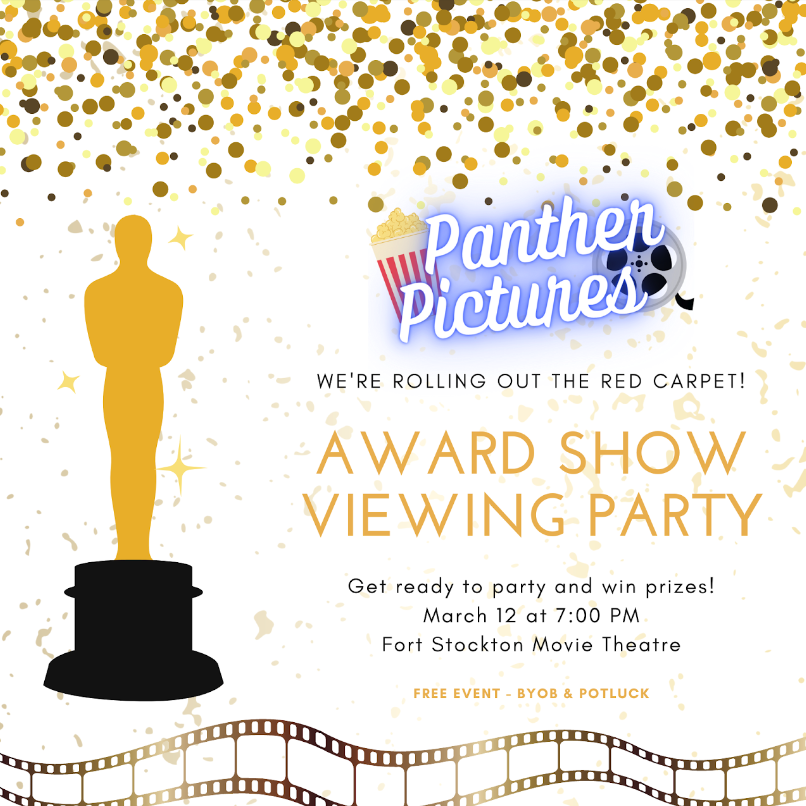 Panther
Pictures
WE'RE ROLLING OUT THE RED CARPET!
AWARD SHOW
VIEWING PARTY
Get ready to party and win prizes!
March 12 at 7:00 PM
Fort Stockton Movie Theatre
FREE EVENT - BYOB & POTLUCK